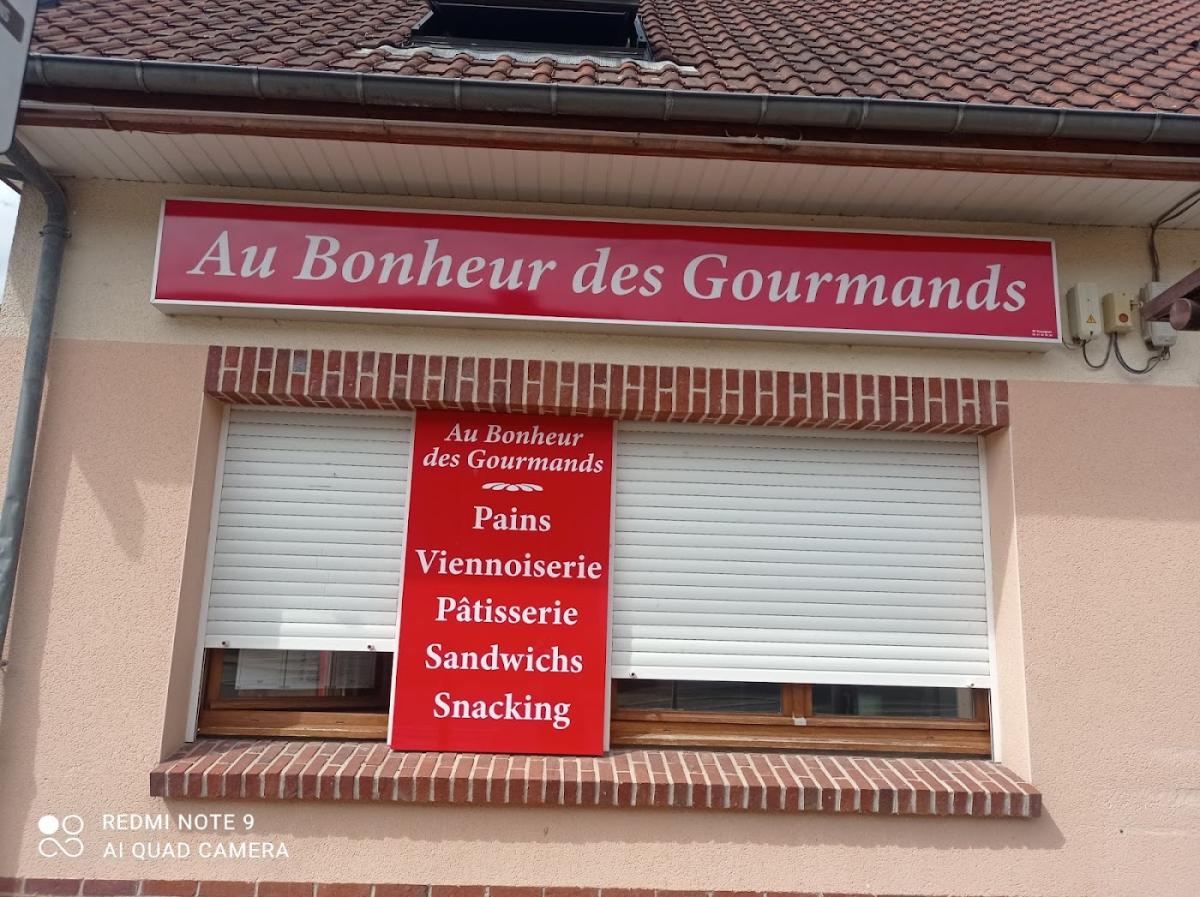 Au Bonheur des Gourmands
Au Bonheur
des Gourmands
Pains
Viennoiserie
Pâtisserie
Sandwichs
Snacking
REDMI NOTE 9
AI QUAD CAMERA